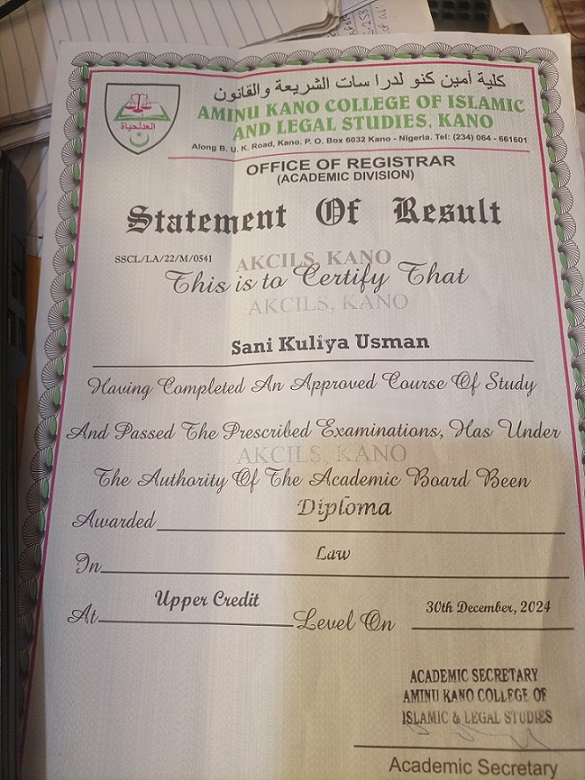 كلية أمين كنو لدراسات الشريعة والقانون
AMINU KANO COLLEGE OF ISLAMIC
AND LEGAL STUDIES, KANO
Along B. U. K. Road, Kano. P. O. Box 6032 Kano - Nigeria. Tel: (234) 064 - 661601
OFFICE OF REGISTRAR
(ACADEMIC DIVISION)
Statement Of Result
SSCL/LA/22/M/0541
AKCILS, KANO
This is to Certify That
AKCILS, KANO
Sani Kuliya Usman
Having Completed An Approved Course Of Study
And Passed The Prescribed Examinations, Has Under
AKCILS, KANO
The Authority Of The Academic Board Been
Awarded Diploma
In Law
At Upper Credit Level On 30th December, 2024
ACADEMIC SECRETARY
AMINU KANO COLLEGE OF
ISLAMIC & LEGAL STUDIES
Academic Secretary